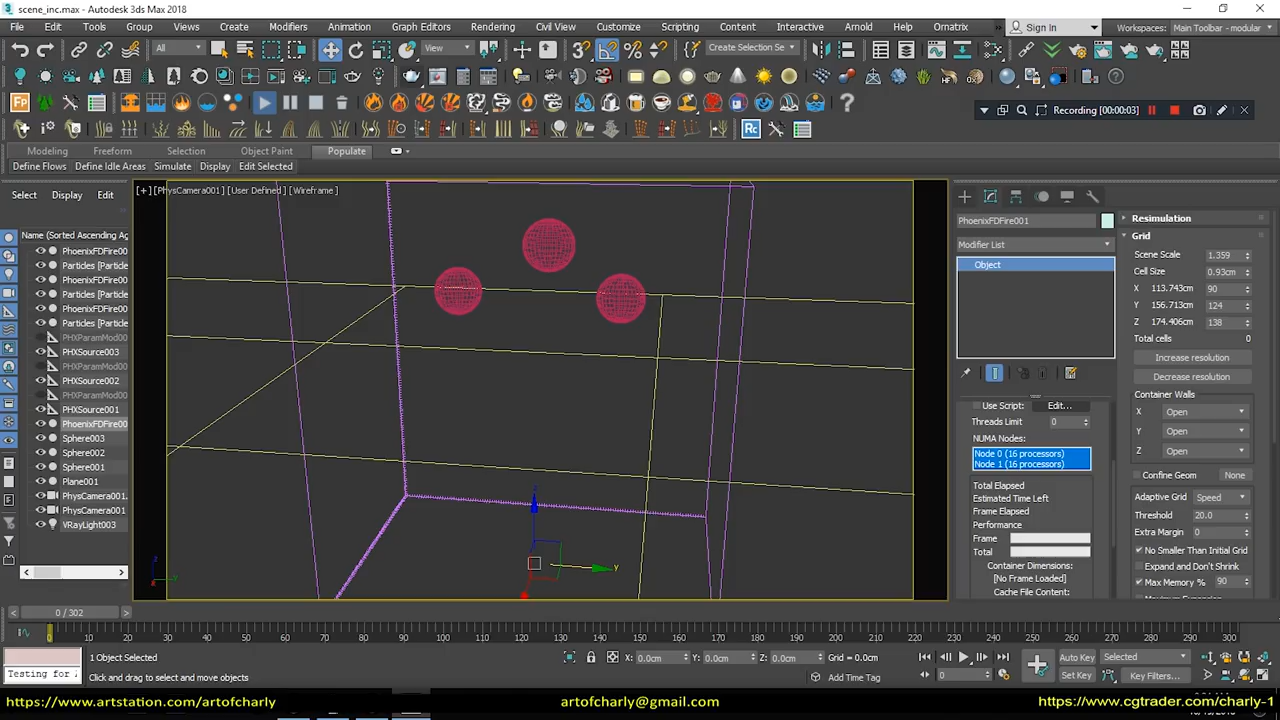 scene_inc.max - Autodesk 3ds Max 2018
File Edit Tools Group Views Create Modifiers Animation Graph Editors Rendering Civil View Customize Scripting Content Interactive Arnold Help Ornatrix
Sign In
Workspaces: Main Toolbar - modular
All
View
Create Selection Se
Recording [00:00:03]
Modeling Freeform Selection Object Paint Populate
Define Flows Define Idle Areas Simulate Display Edit Selected
Select Display Edit
[+] [PhysCamera001] [User Defined] [Wireframe]
Name (Sorted Ascending Ag
PhoenixFDFire00
Particles [Particle
PhoenixFDFire00
Particles [Particle
PhoenixFDFire00
Particles [Particle
PHXParamMod00
PHXSource003
PHXParamMod00
PHXSource002
PHXParamMod00
PHXSource001
PhoenixFDFire00
Sphere003
Sphere002
Sphere001
Plane001
PhysCamera001.
PhysCamera001
VRayLight003
y
PhoenixFDFire001
Modifier List
Object
Use Script: Edit...
Threads Limit 0
NUMA Nodes:
Node 0 (16 processors)
Node 1 (16 processors)
Total Elapsed
Estimated Time Left
Frame Elapsed
Performance
Frame
Total
Container Dimensions:
[No Frame Loaded]
Cache File Content:
Resimulation
Grid
Scene Scale 1.359
Cell Size 0.93cm
X 113.743cm 90
Y 156.713cm 124
Z 174.406cm 138
Total cells 0
Increase resolution
Decrease resolution
Container Walls
X Open
Y Open
Z Open
Confine Geom None
Adaptive Grid Speed
Threshold 20.0
Extra Margin 0
No Smaller Than Initial Grid
Expand and Don't Shrink
Max Memory % 90
0 / 302
0 10 20 30 40 50 60 70 80 90 100 110 120 130 140 150 160 170 180 190 200 210 220 230 240 250 260 270 280 290 300
1 Object Selected
X: 0.0cm Y: 0.0cm Z: 0.0cm Grid = 0.0cm
Auto Key Selected
Testing for
Click and drag to select and move objects
Add Time Tag
0
Set Key Key Filters...
https://www.artstation.com/artofcharly artofcharly@gmail.com https://www.cgtrader.com/charly-1